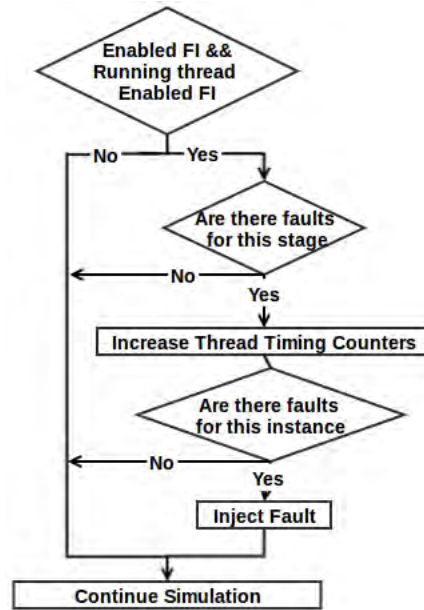 Enabled FI &&
Running thread
Enabled FI
No
Yes
Are there faults
for this stage
No
Yes
Increase Thread Timing Counters
Are there faults
for this instance
No
Yes
Inject Fault
Continue Simulation